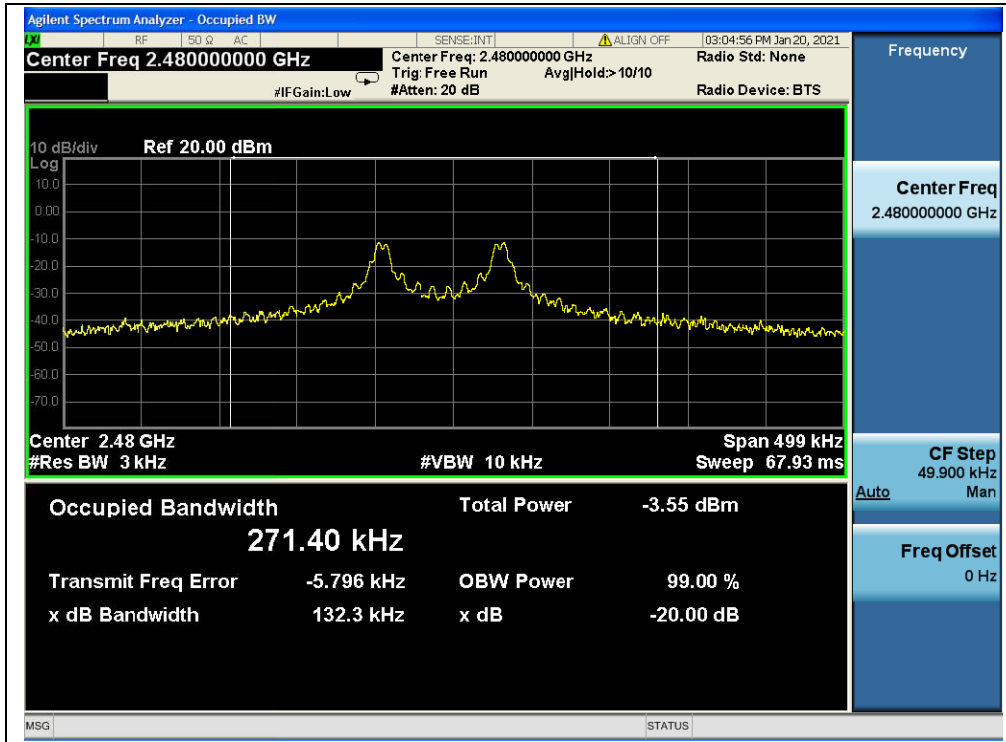 Agilent Spectrum Analyzer - Occupied BW
LXI RF 50 Ω AC SENSE:INT ALIGN OFF 03:04:56 PM Jan 20, 2021
Center Freq 2.480000000 GHz
Center Freq: 2.480000000 GHz
Radio Std: None
Trig: Free Run Avg|Hold:>10/10
#IFGain:Low
#Atten: 20 dB
Radio Device: BTS
10 dB/div Ref 20.00 dBm
Log
10.0
0.00
-10.0
-20.0
-30.0
-40.0
-50.0
-60.0
-70.0
Center 2.48 GHz Span 499 kHz
#Res BW 3 kHz #VBW 10 kHz Sweep 67.93 ms
Occupied Bandwidth Total Power -3.55 dBm
271.40 kHz
Transmit Freq Error -5.796 kHz OBW Power 99.00 %
x dB Bandwidth 132.3 kHz x dB -20.00 dB
MSG STATUS
Frequency
Center Freq
2.480000000 GHz
CF Step
49.900 kHz
Auto Man
Freq Offset
0 Hz